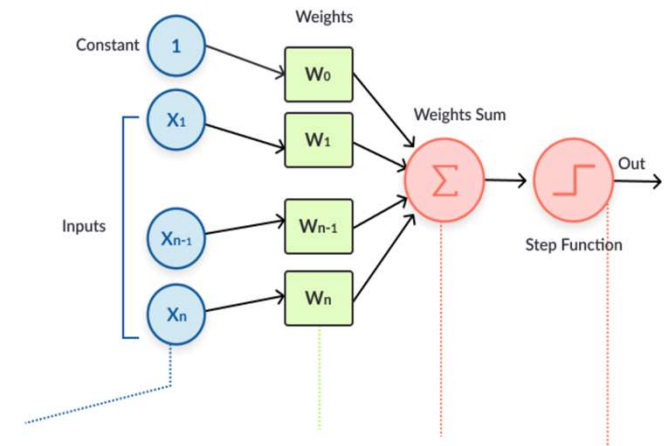 Weights
Constant
1
W0
X1
W1
Weights Sum
Σ
Out
Inputs
Xn-1
Wn-1
Step Function
Xn
Wn